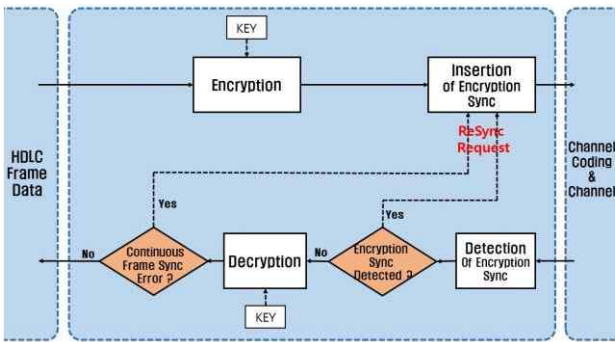 KEY
Encryption
Insertion
of Encryption
Sync
ReSync
Request
HDLC
Frame
Data
Channel
Coding
&
Channel
Yes
Yes
No
Continuous
Frame Sync
Error ?
Decryption
No
Encryption
Sync
Detected ?
Detection
Of Encryption
Sync
KEY